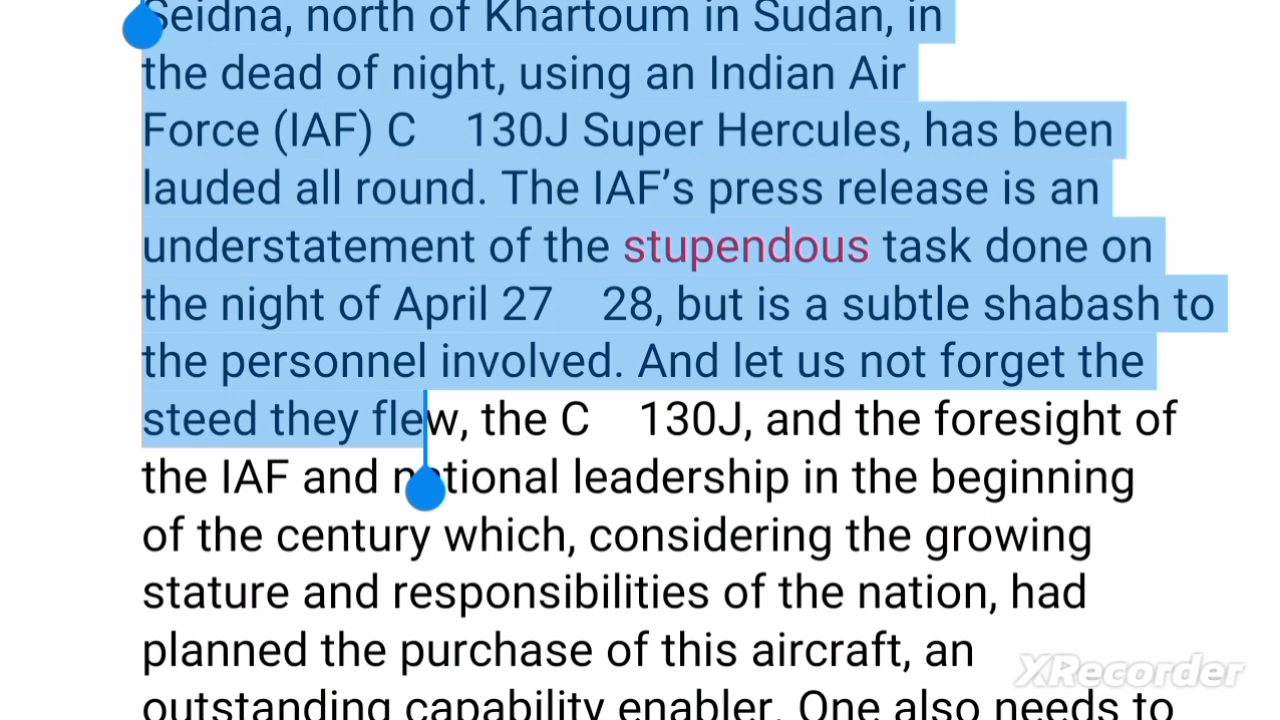 Seidna, north of Khartoum in Sudan, in
the dead of night, using an Indian Air
Force (IAF) C 130J Super Hercules, has been
lauded all round. The IAF’s press release is an
understatement of the stupendous task done on
the night of April 27 28, but is a subtle shabash to
the personnel involved. And let us not forget the
steed they flew, the C 130J, and the foresight of
the IAF and national leadership in the beginning
of the century which, considering the growing
stature and responsibilities of the nation, had
planned the purchase of this aircraft, an
outstanding capability enabler. One also needs to
XRecorder